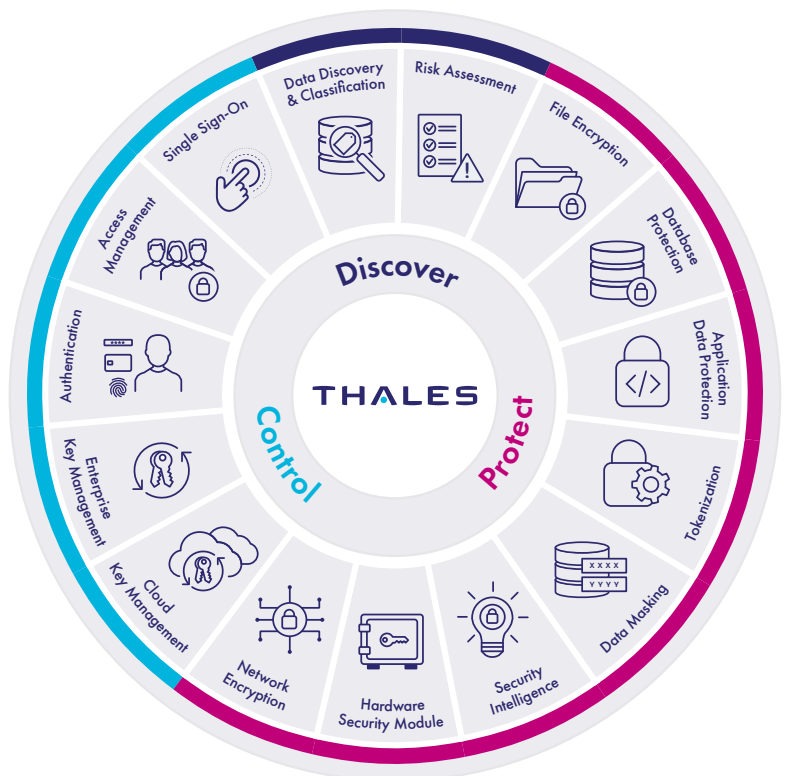 Data Discovery
& Classification
Risk Assessment
File Encryption
Database
Protection
Application
Data Protection
Tokenization
Data Masking
XXXX
YYYY
Security
Intelligence
Hardware
Security Module
Network
Encryption
Cloud
Key Management
Enterprise
Key Management
Authentication
****
Access
Management
Single Sign-On
Discover
Protect
Control
THALES